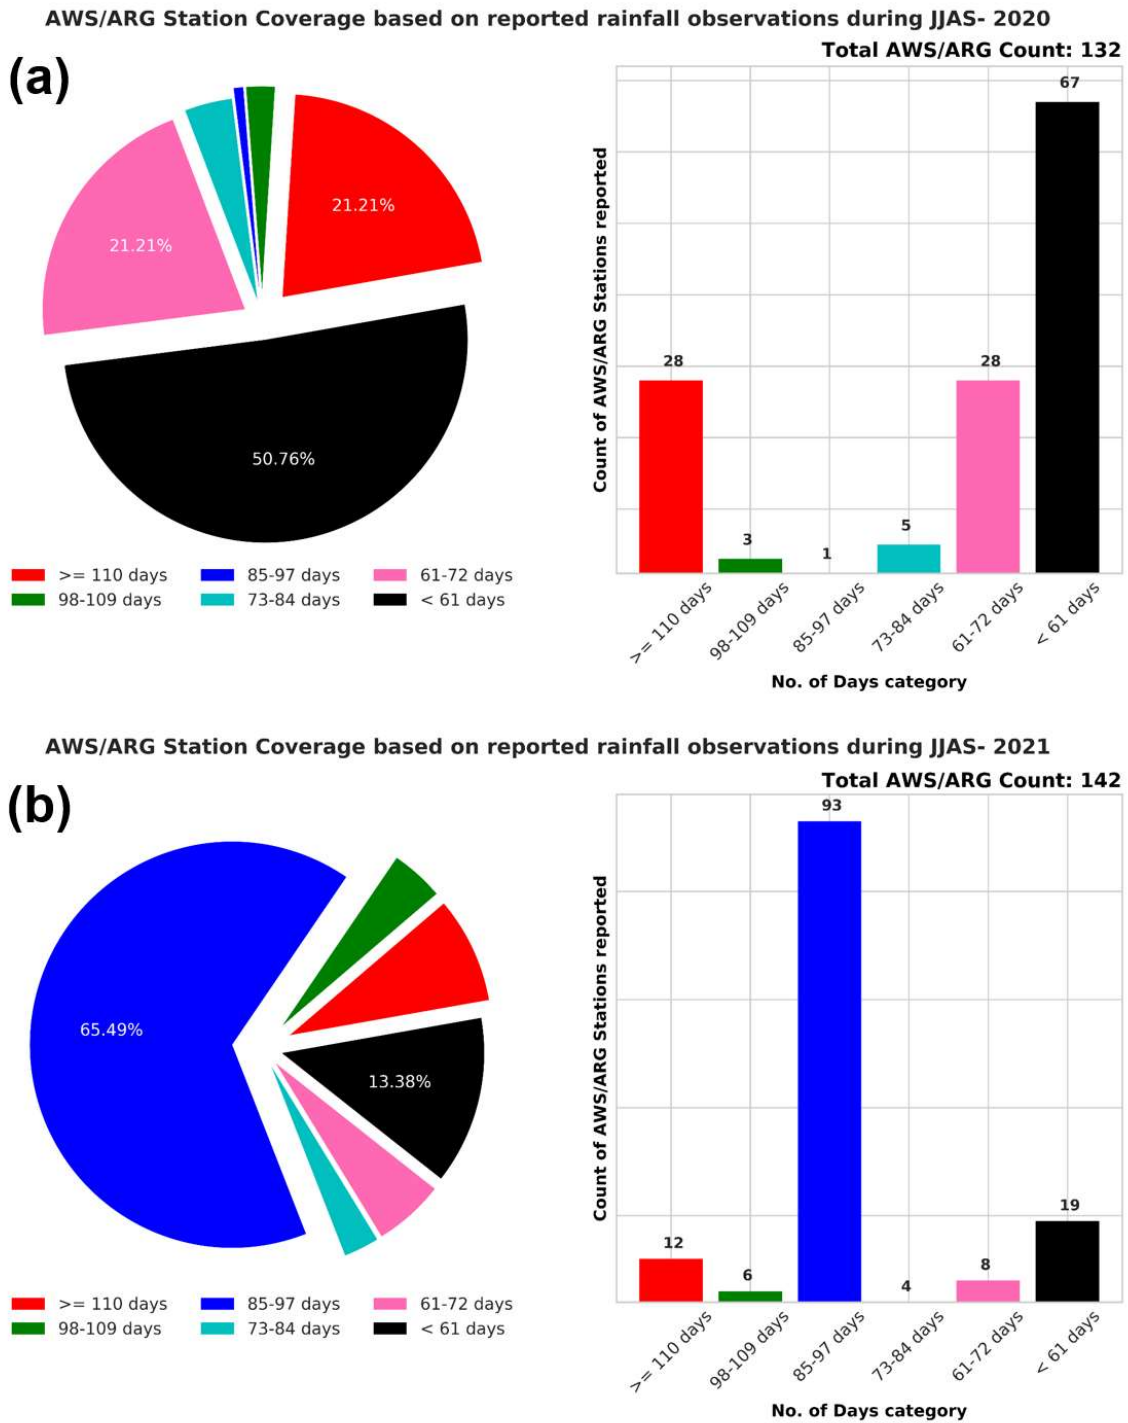 AWS/ARG Station Coverage based on reported rainfall observations during JJAS- 2020
Total AWS/ARG Count: 132
(a)
21.21%
21.21%
50.76%
>= 110 days
98-109 days
85-97 days
73-84 days
61-72 days
< 61 days
Count of AWS/ARG Stations reported
28
3
1
5
28
67
>= 110 days
98-109 days
85-97 days
73-84 days
61-72 days
< 61 days
No. of Days category
AWS/ARG Station Coverage based on reported rainfall observations during JJAS- 2021
Total AWS/ARG Count: 142
(b)
65.49%
13.38%
>= 110 days
98-109 days
85-97 days
73-84 days
61-72 days
< 61 days
Count of AWS/ARG Stations reported
12
6
93
4
8
19
>= 110 days
98-109 days
85-97 days
73-84 days
61-72 days
< 61 days
No. of Days category